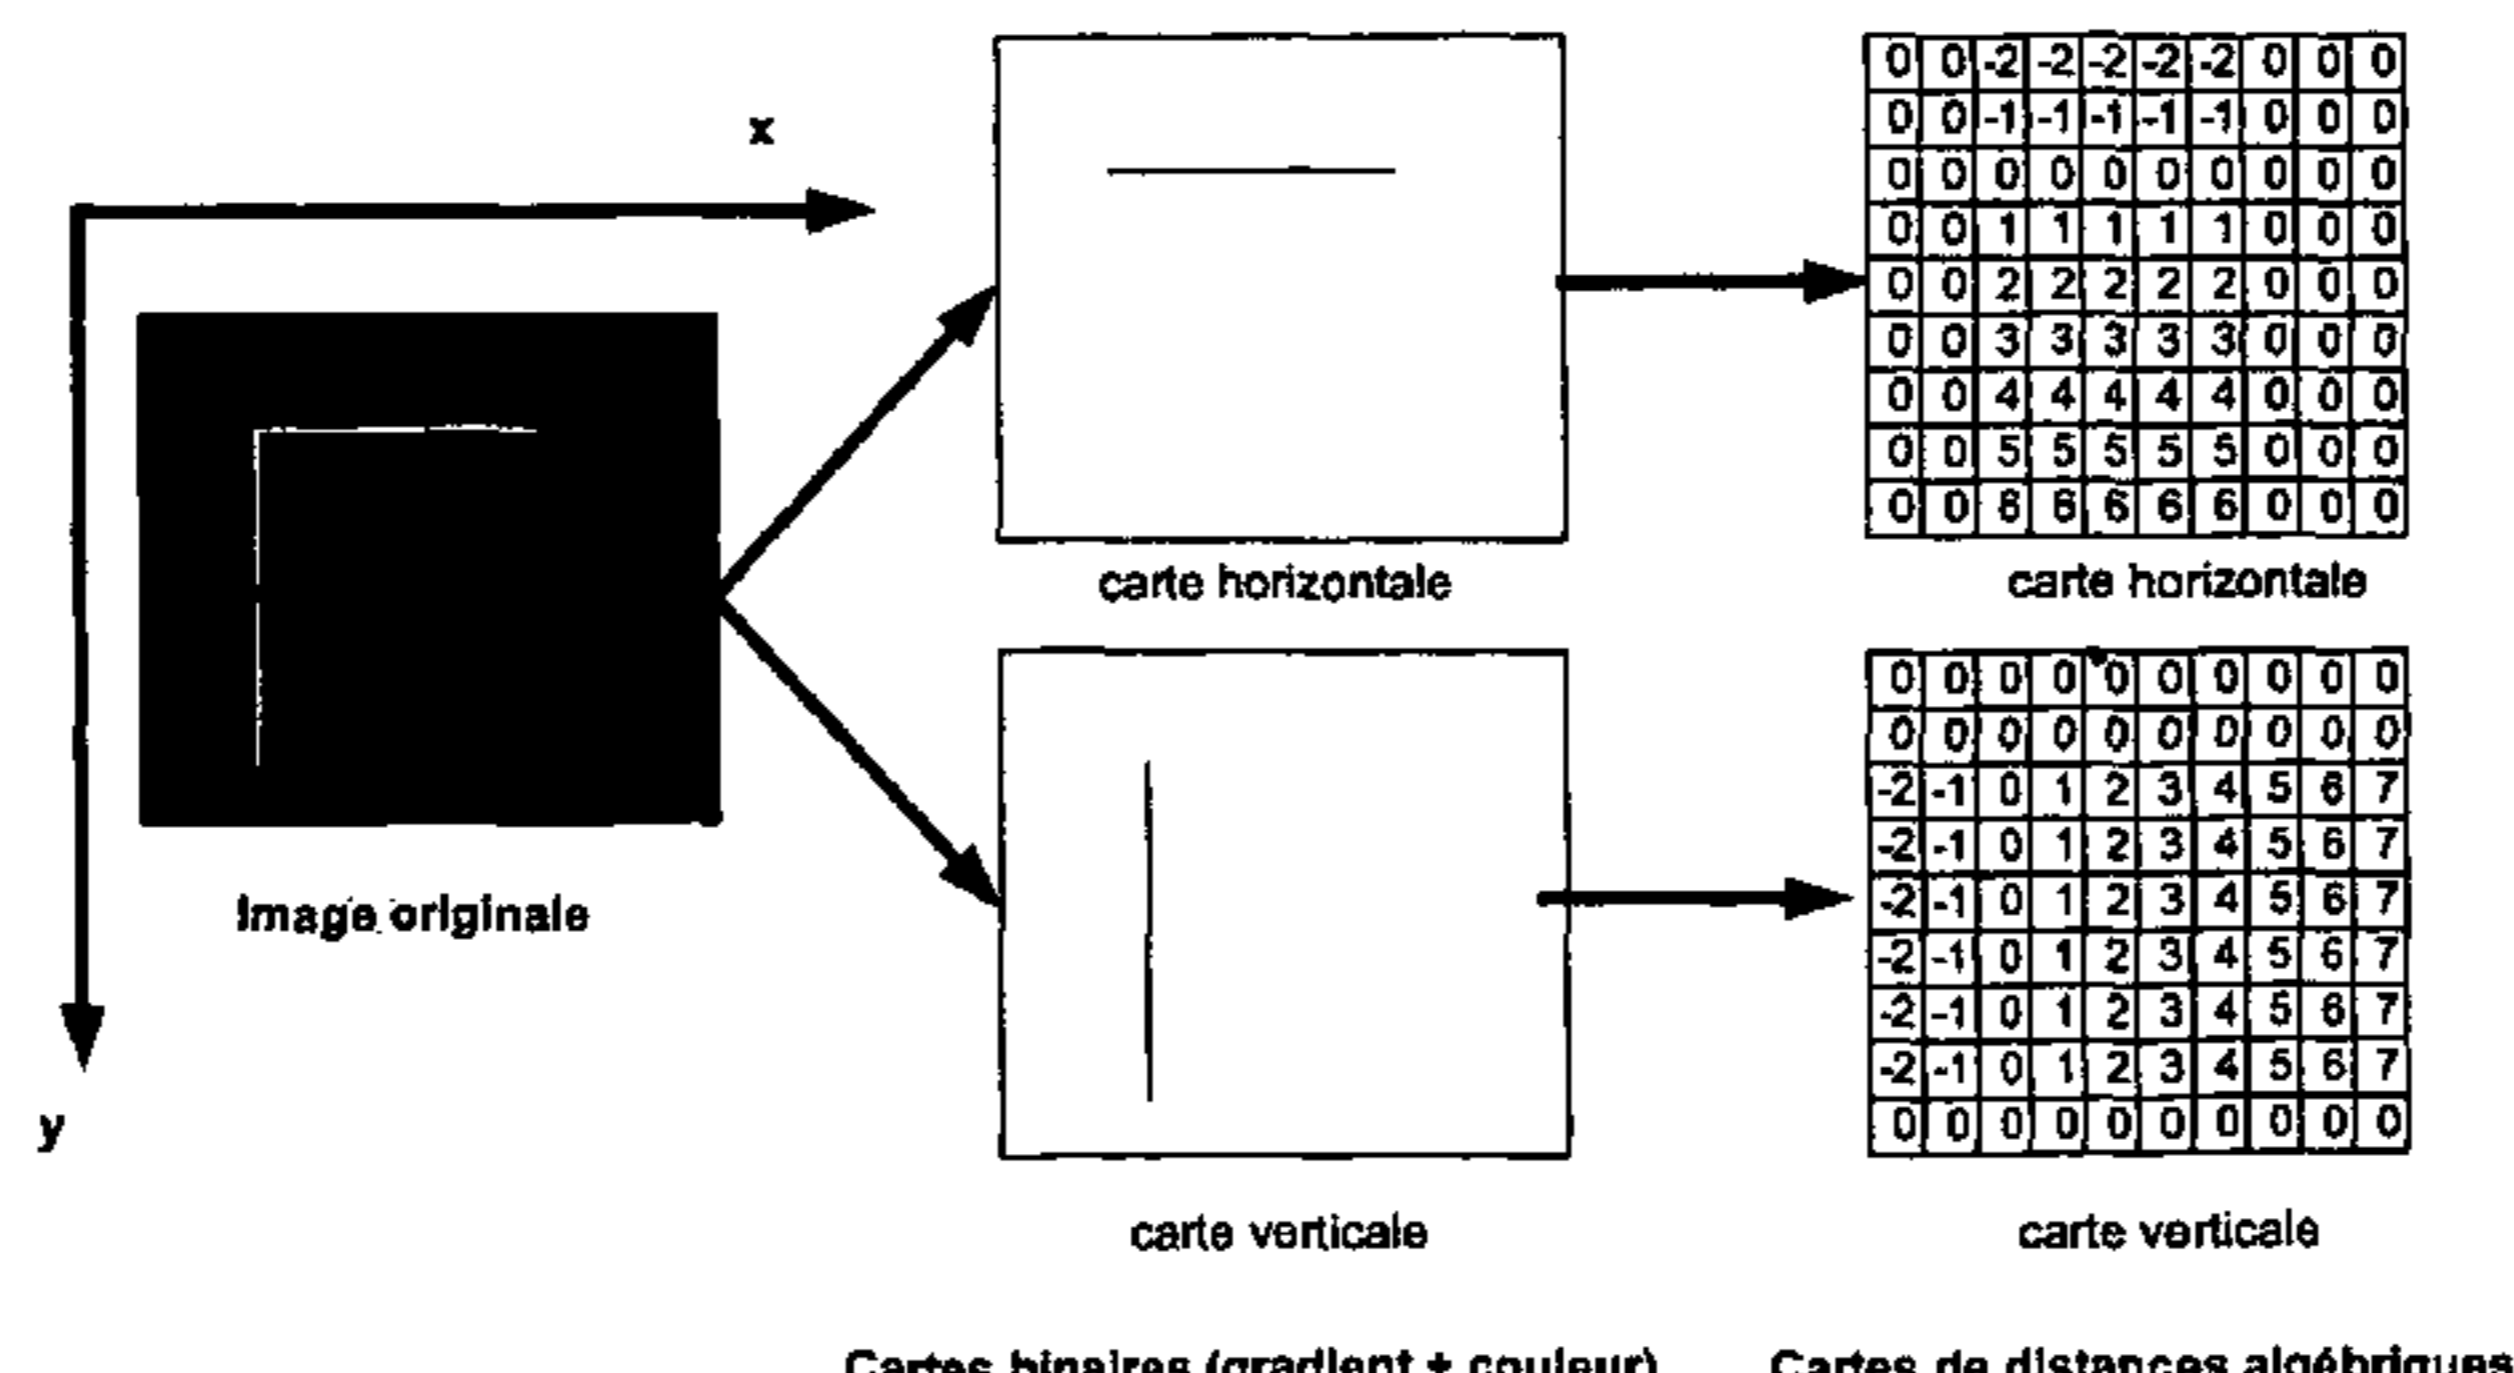 x
y
Image originale
carte horizontale
carte verticale
0 0 -2 -2 -2 -2 -2 0 0 0
0 0 -1 -1 -1 -1 -1 0 0 0
0 0 0 0 0 0 0 0 0 0
0 0 1 1 1 1 1 0 0 0
0 0 2 2 2 2 2 0 0 0
0 0 3 3 3 3 3 0 0 0
0 0 4 4 4 4 4 0 0 0
0 0 5 5 5 5 5 0 0 0
0 0 6 6 6 6 6 0 0 0
carte horizontale
0 0 0 0 0 0 0 0 0 0
0 0 0 0 0 0 0 0 0 0
-2 -1 0 1 2 3 4 5 6 7
-2 -1 0 1 2 3 4 5 6 7
-2 -1 0 1 2 3 4 5 6 7
-2 -1 0 1 2 3 4 5 6 7
-2 -1 0 1 2 3 4 5 6 7
-2 -1 0 1 2 3 4 5 6 7
0 0 0 0 0 0 0 0 0 0
carte verticale
Cartes binaires (gradient + couleur)
Cartes de distances algébriques